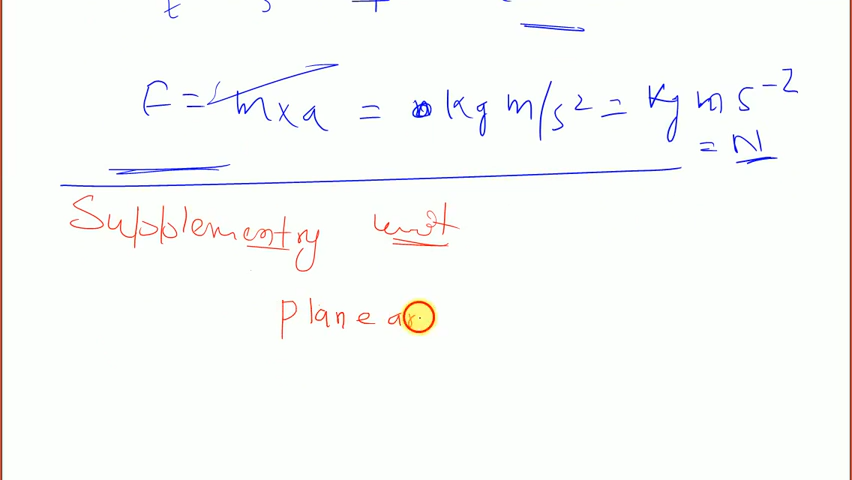 F = m x a = kg m/s² = kg m s⁻²
= N
Supplementry unit
plane